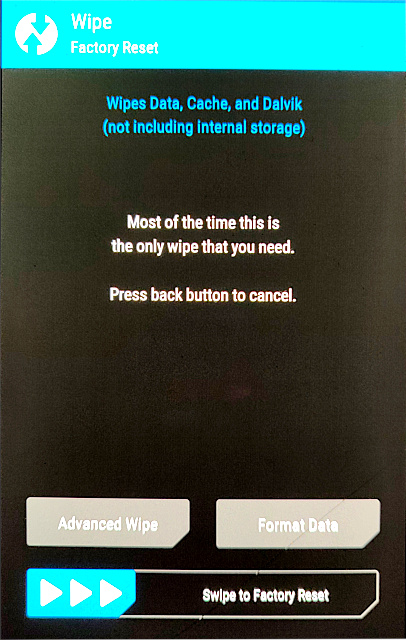 Wipe
Factory Reset
Wipes Data, Cache, and Dalvik
(not including internal storage)
Most of the time this is
the only wipe that you need.
Press back button to cancel.
Advanced Wipe
Format Data
Swipe to Factory Reset